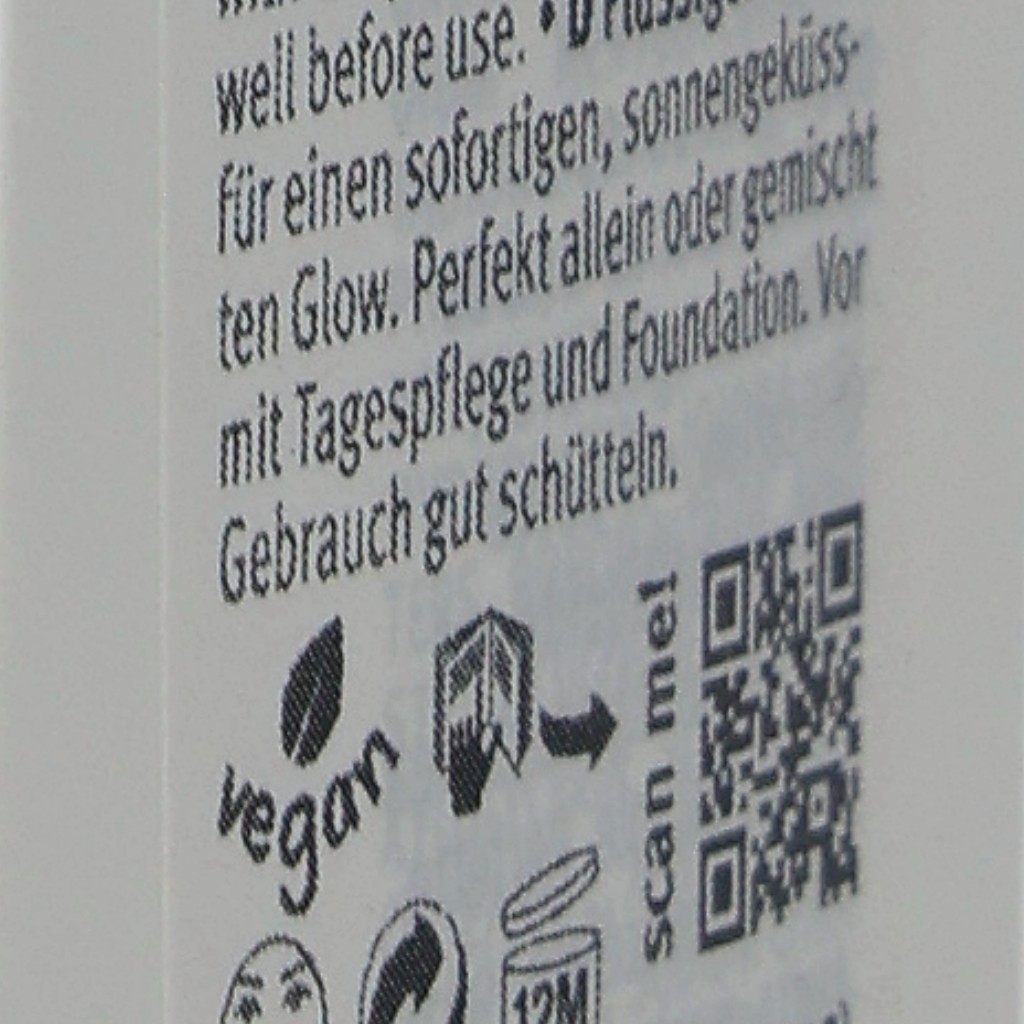 well before use. • D Flüssige
für einen sofortigen, sonnengeküss-
ten Glow. Perfekt allein oder gemischt
mit Tagespflege und Foundation. Vor
Gebrauch gut schütteln.
vegan
scan me!
12M